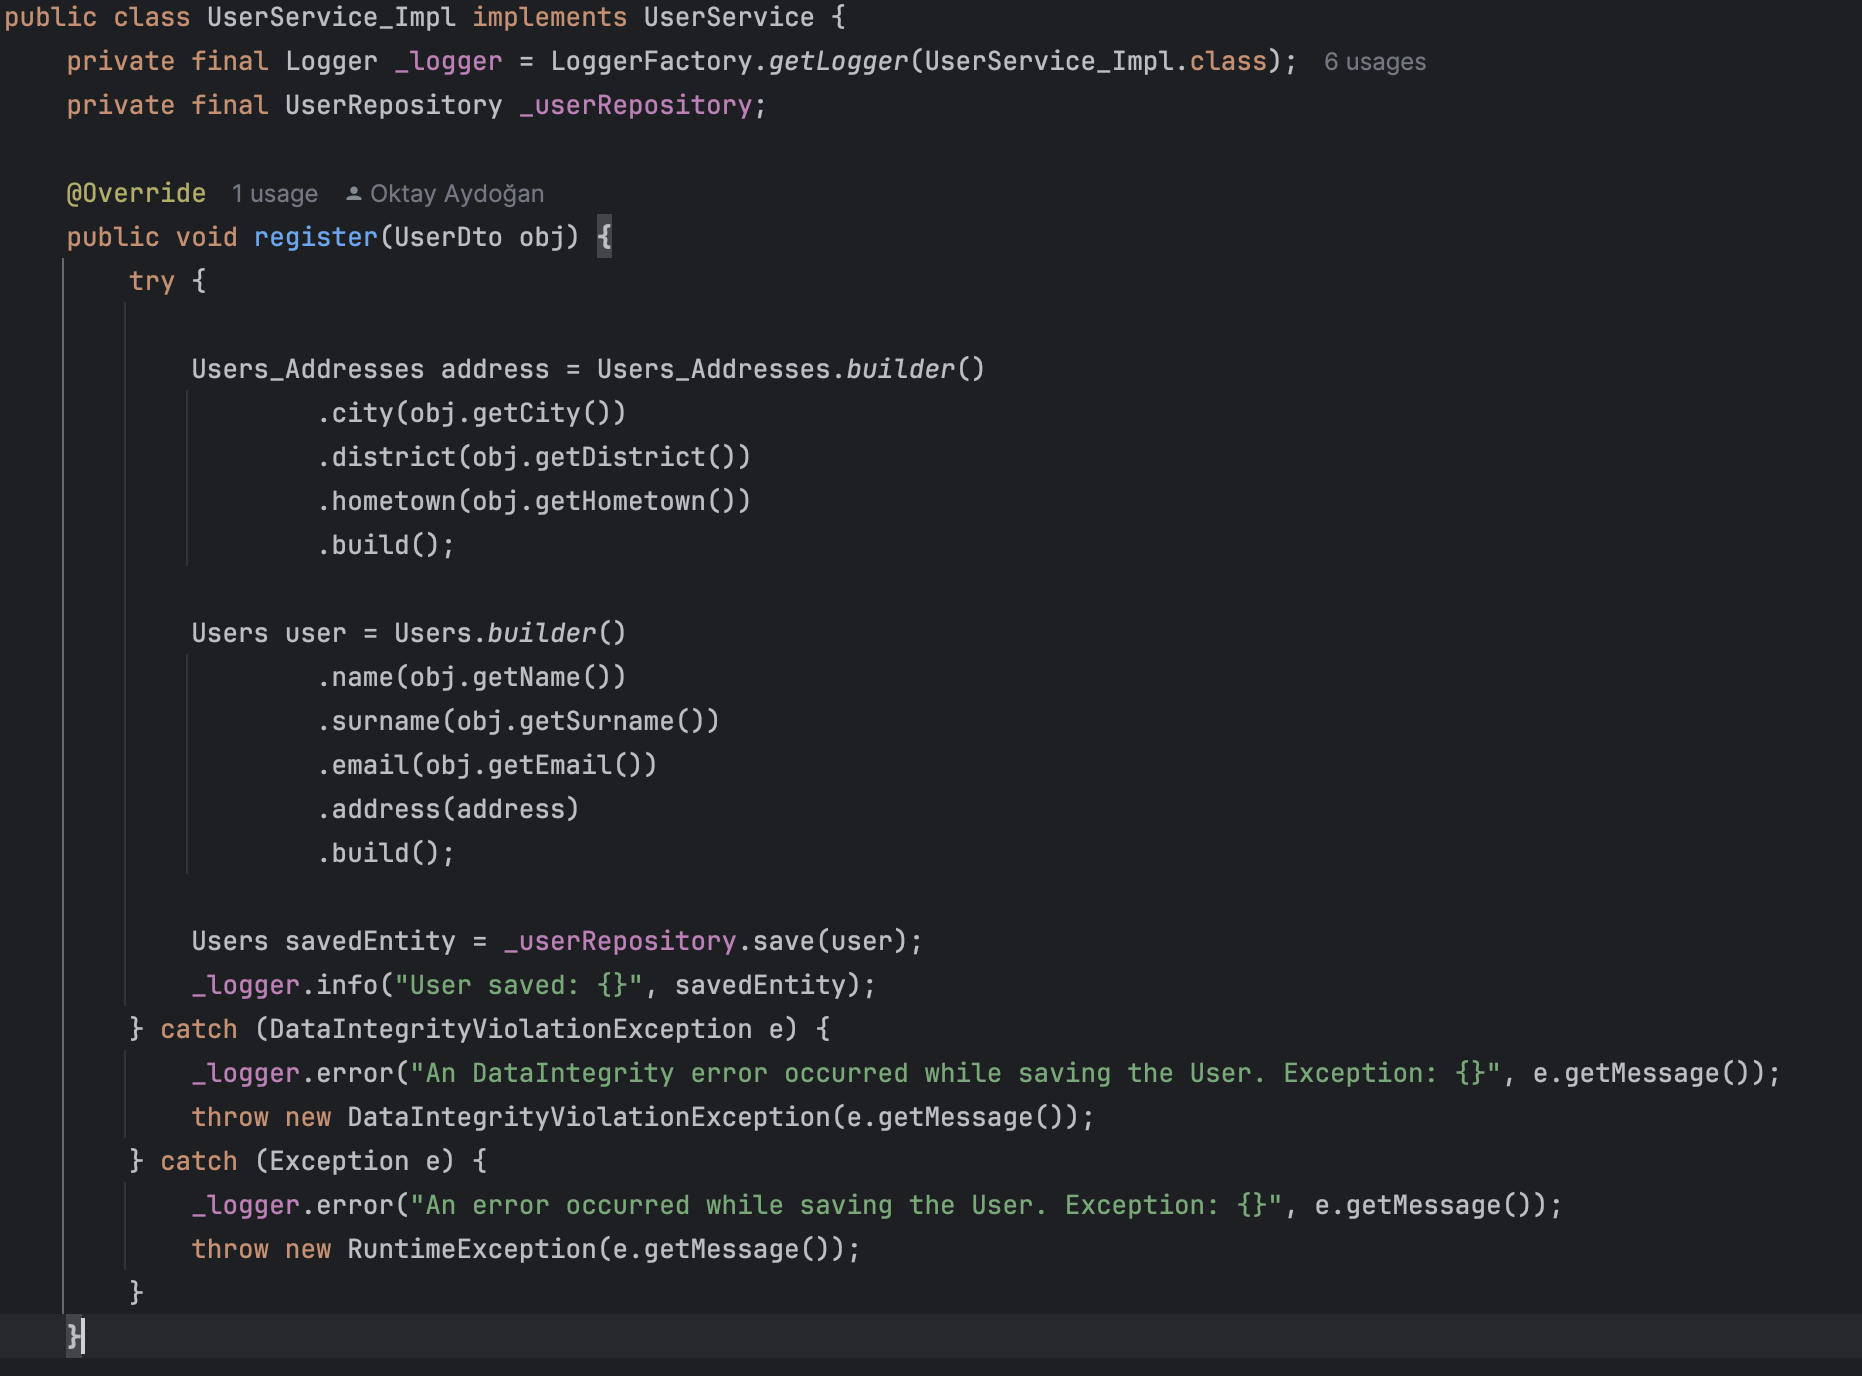 public class UserService_Impl implements UserService {
    private final Logger _logger = LoggerFactory.getLogger(UserService_Impl.class);  6 usages
    private final UserRepository _userRepository;

    @Override  1 usage  Oktay Aydoğan
    public void register(UserDto obj) {
        try {

            Users_Addresses address = Users_Addresses.builder()
                    .city(obj.getCity())
                    .district(obj.getDistrict())
                    .hometown(obj.getHometown())
                    .build();

            Users user = Users.builder()
                    .name(obj.getName())
                    .surname(obj.getSurname())
                    .email(obj.getEmail())
                    .address(address)
                    .build();

            Users savedEntity = _userRepository.save(user);
            _logger.info("User saved: {}", savedEntity);
        } catch (DataIntegrityViolationException e) {
            _logger.error("An DataIntegrity error occurred while saving the User. Exception: {}", e.getMessage());
            throw new DataIntegrityViolationException(e.getMessage());
        } catch (Exception e) {
            _logger.error("An error occurred while saving the User. Exception: {}", e.getMessage());
            throw new RuntimeException(e.getMessage());
        }
    }